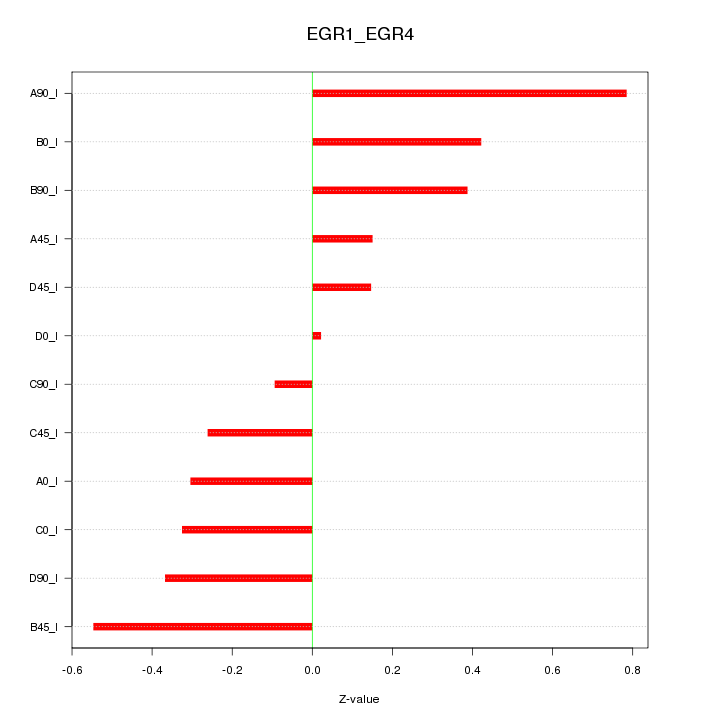 EGR1_EGR4
A90_I
B0_I
B90_I
A45_I
D45_I
D0_I
C90_I
C45_I
A0_I
C0_I
D90_I
B45_I
-0.6 -0.4 -0.2 0.0 0.2 0.4 0.6 0.8
Z-value